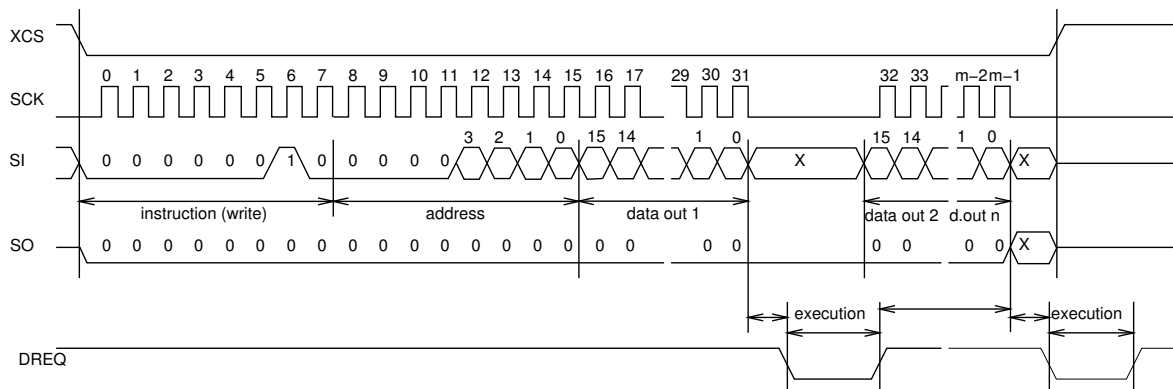 XCS
0 1 2 3 4 5 6 7 8 9 10 11 12 13 14 15 16 17 29 30 31 32 33 m−2 m−1
SCK
3 2 1 0 15 14 1 0 15 14 1 0
SI 0 0 0 0 0 0 1 0 0 0 0 0 X X
instruction (write) address data out 1 data out 2 d.out n
SO 0 0 0 0 0 0 0 0 0 0 0 0 0 0 0 0 0 0 0 0 0 0 0 0 X
execution execution
DREQ